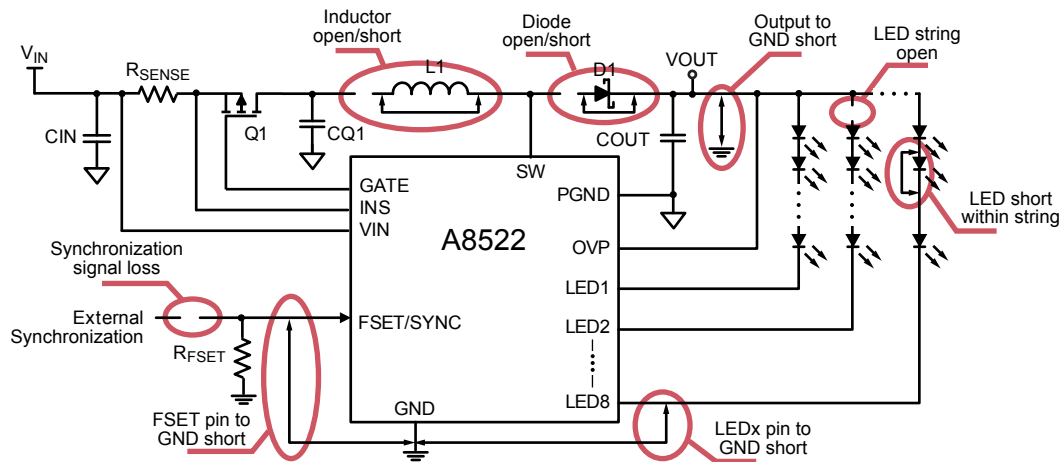 Inductor
open/short
Diode
open/short
Output to
GND short
LED string
open
VIN
RSENSE
L1
D1
VOUT
CIN
Q1
CQ1
COUT
SW
GATE
INS
VIN
PGND
A8522
OVP
LED short
within string
Synchronization
signal loss
LED1
External
Synchronization
FSET/SYNC
LED2
RFSET
LED8
FSET pin to
GND short
GND
LEDx pin to
GND short